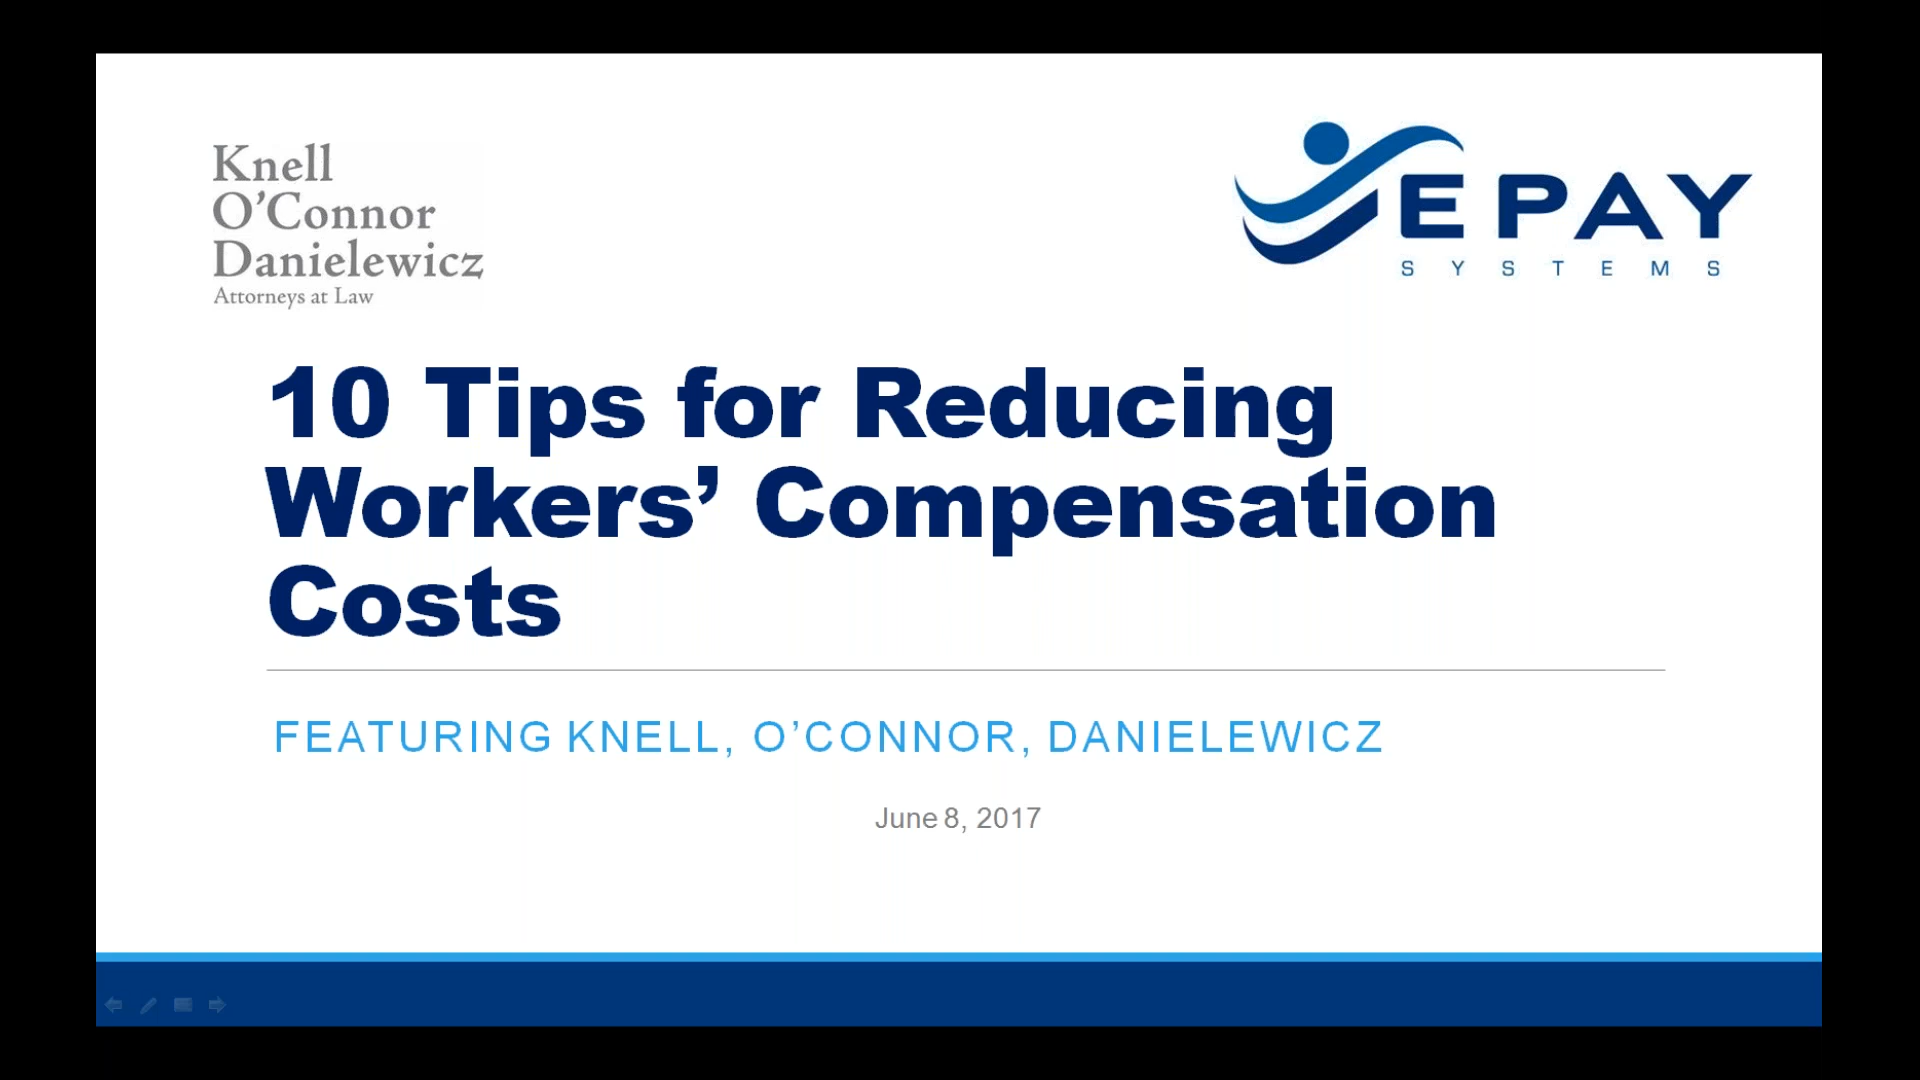 Knell
O’Connor
Danielewicz
Attorneys at Law
EPAY
SYSTEMS
10 Tips for Reducing
Workers’ Compensation
Costs
FEATURING KNELL, O’CONNOR, DANIELEWICZ
June 8, 2017